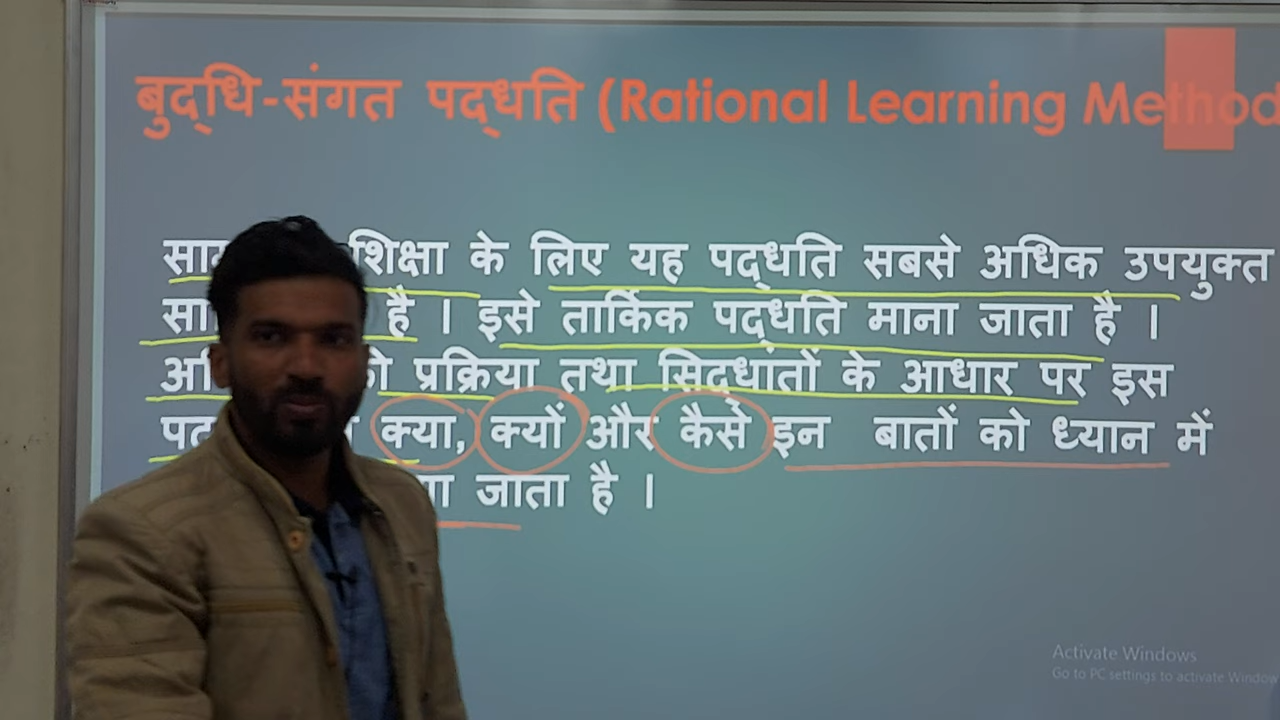 बुद्धि-संगत पद्धति (Rational Learning Method
शिक्षा के लिए यह पद्धति सबसे अधिक उपयुक्त
है । इसे तार्किक पद्धति माना जाता है ।
प्रक्रिया तथा सिद्धांतों के आधार पर इस
क्या, क्यों और कैसे इन बातों को ध्यान में
जाता है ।
Activate Windows
Go to PC settings to activate Window